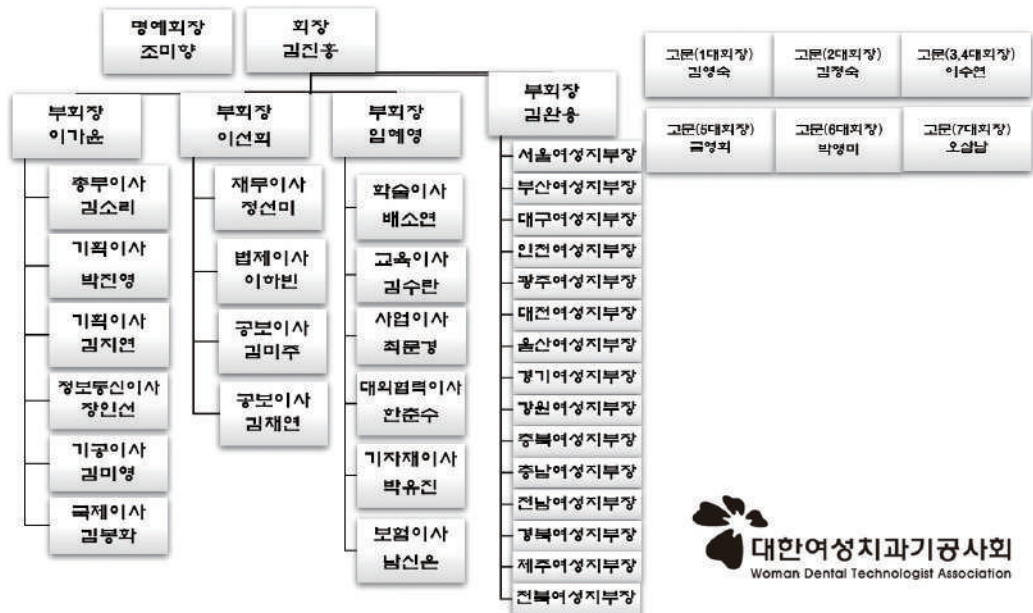 명예회장
조미향
회장
김진홍
고문(1대회장)
김영숙
고문(2대회장)
김정숙
고문(3,4대회장)
이수연
고문(5대회장)
금영희
고문(6대회장)
박영미
고문(7대회장)
오삼남
부회장
이가윤
부회장
이선희
부회장
임혜영
부회장
김완용
총무이사
김소리
기획이사
박진영
기획이사
김지연
정보통신이사
장인선
기공이사
김미영
국제이사
김봉화
재무이사
정선미
법제이사
이하빈
공보이사
김미주
공보이사
김재연
학술이사
배소연
교육이사
김수란
사업이사
최문경
대외협력이사
한준수
기자재이사
박유진
보험이사
남신은
서울여성지부장
부산여성지부장
대구여성지부장
인천여성지부장
광주여성지부장
대전여성지부장
울산여성지부장
경기여성지부장
강원여성지부장
충북여성지부장
충남여성지부장
전남여성지부장
경북여성지부장
제주여성지부장
전북여성지부장
대한여성치과기공사회
Woman Dental Technologist Association